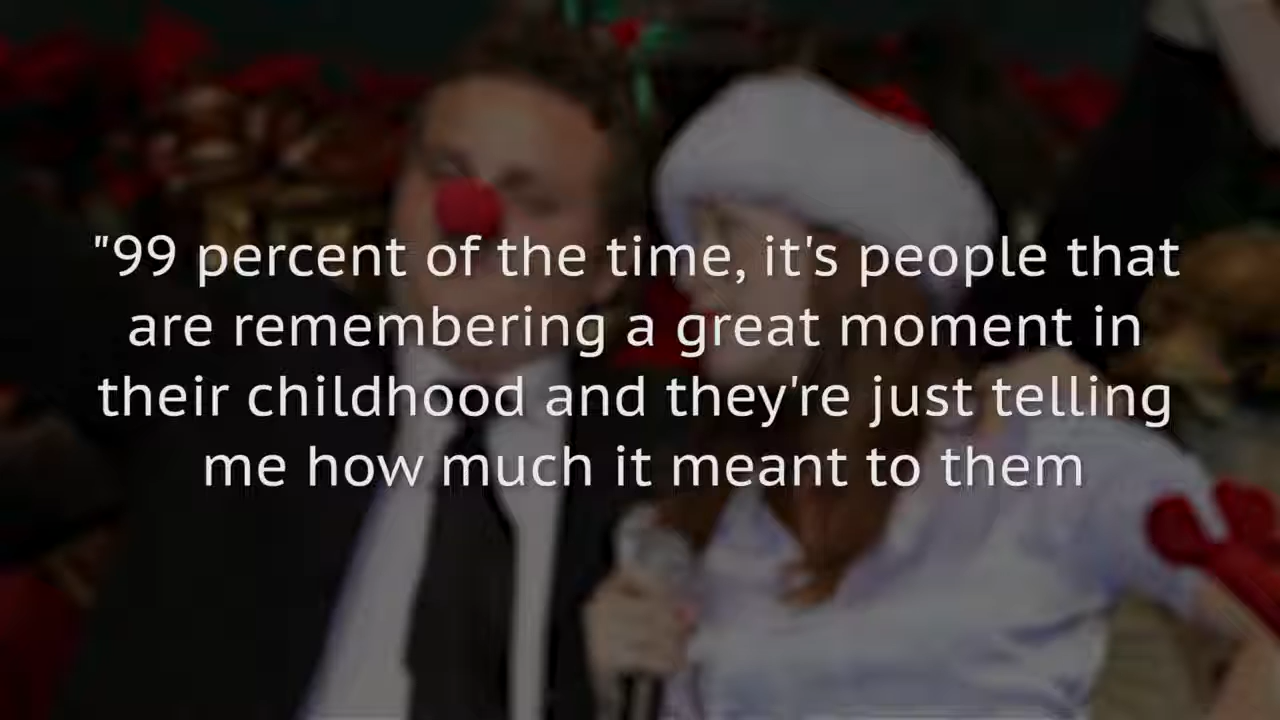 "99 percent of the time, it's people that
are remembering a great moment in
their childhood and they're just telling
me how much it meant to them